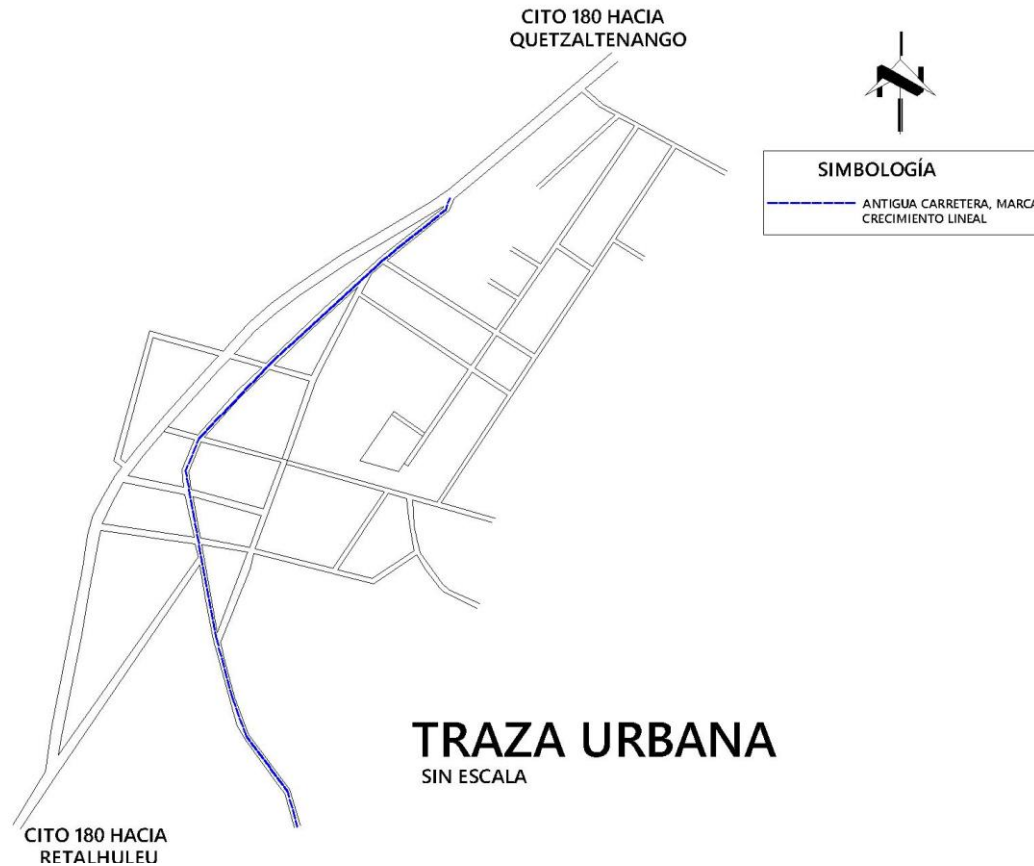 CITO 180 HACIA
QUETZALTENANGO
SIMBOLOGÍA
ANTIGUA CARRETERA, MARCA
CRECIMIENTO LINEAL
TRAZA URBANA
SIN ESCALA
CITO 180 HACIA
RETALHULEU